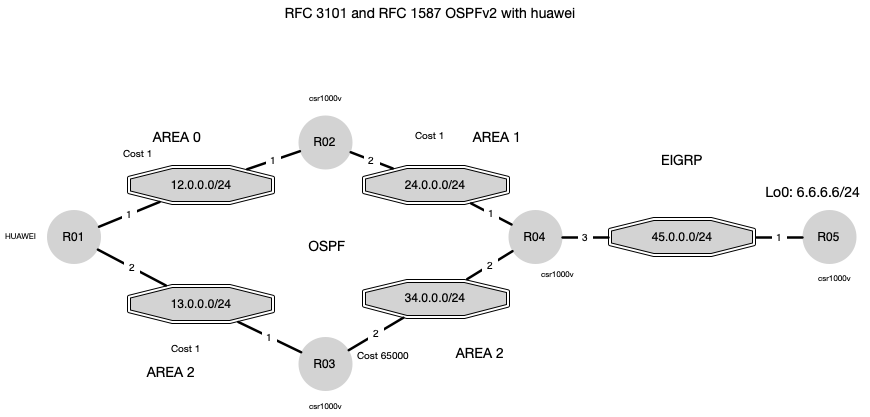 RFC 3101 and RFC 1587 OSPFv2 with huawei
csr1000v
AREA 0
Cost 1
R02
Cost 1
AREA 1
EIGRP
1
2
12.0.0.0/24
24.0.0.0/24
Lo0: 6.6.6.6/24
1
1
HUAWEI
R01
OSPF
R04
3
45.0.0.0/24
1
R05
2
2
csr1000v
csr1000v
13.0.0.0/24
34.0.0.0/24
1
2
Cost 1
Cost 65000
AREA 2
R03
AREA 2
csr1000v